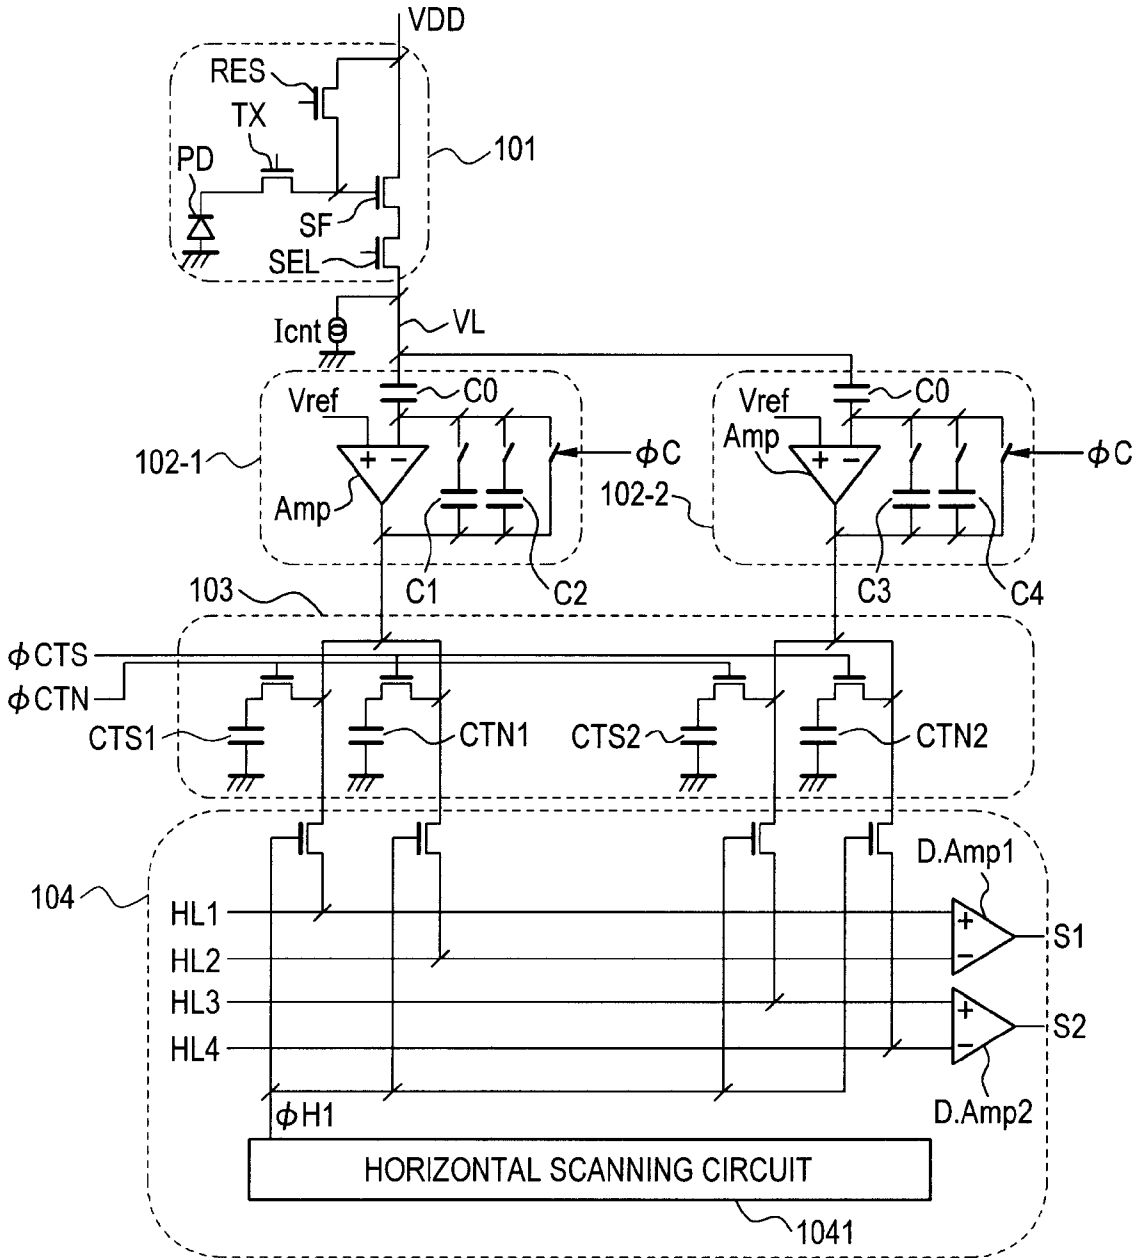 VDD
RES
TX
101
PD
SF
SEL
Icnt
VL
C0
C0
Vref
Vref
Amp
102-1
ϕC
ϕC
102-2
Amp
C1
C2
C3
C4
103
ϕCTS
ϕCTN
CTS1
CTN1
CTS2
CTN2
D.Amp1
104
HL1
S1
HL2
HL3
S2
HL4
ϕH1
D.Amp2
HORIZONTAL SCANNING CIRCUIT
1041